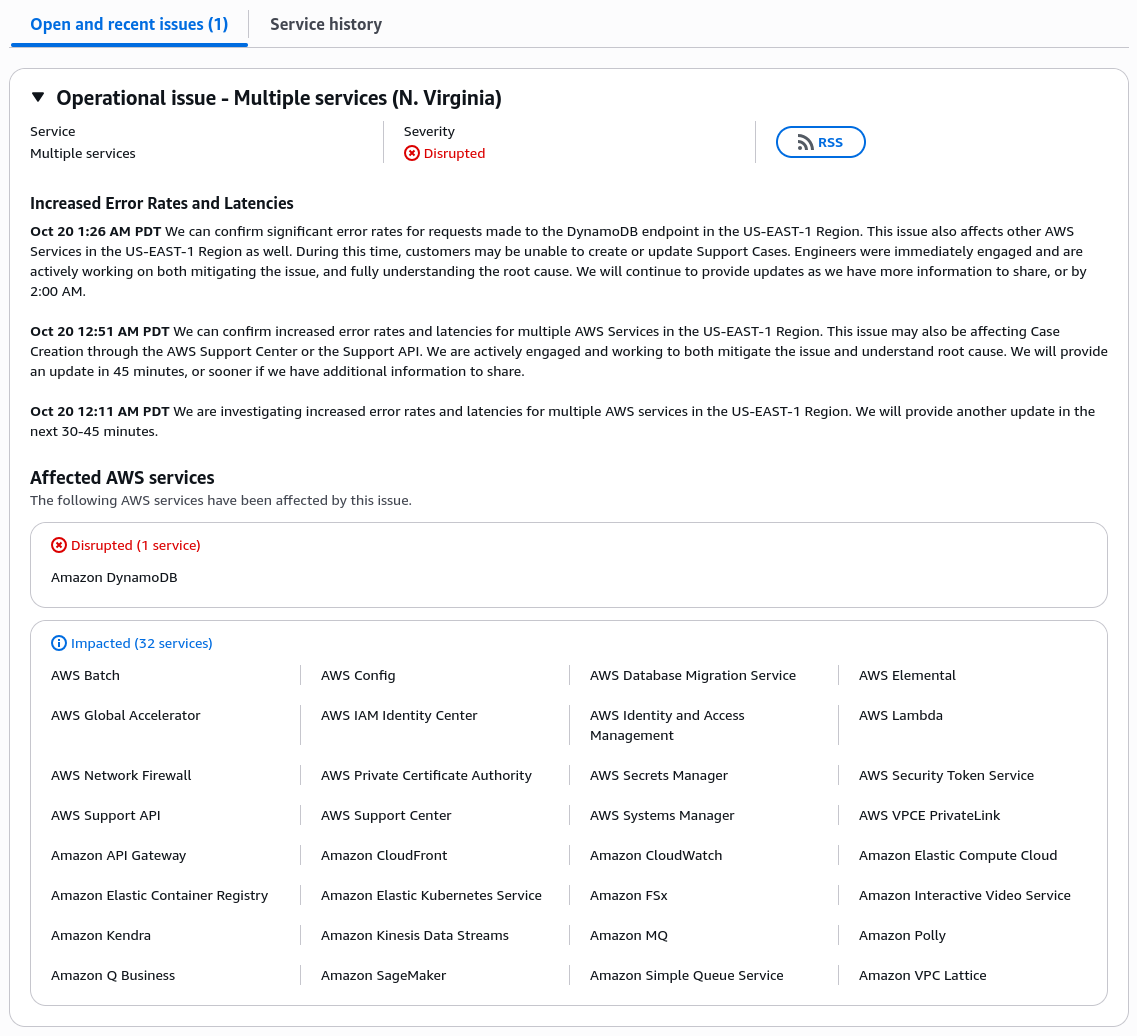 Open and recent issues (1)
Service history
Operational issue - Multiple services (N. Virginia)
Service
Multiple services
Severity
Disrupted
RSS
Increased Error Rates and Latencies
Oct 20 1:26 AM PDT We can confirm significant error rates for requests made to the DynamoDB endpoint in the US-EAST-1 Region. This issue also affects other AWS
Services in the US-EAST-1 Region as well. During this time, customers may be unable to create or update Support Cases. Engineers were immediately engaged and are
actively working on both mitigating the issue, and fully understanding the root cause. We will continue to provide updates as we have more information to share, or by
2:00 AM.
Oct 20 12:51 AM PDT We can confirm increased error rates and latencies for multiple AWS Services in the US-EAST-1 Region. This issue may also be affecting Case
Creation through the AWS Support Center or the Support API. We are actively engaged and working to both mitigate the issue and understand root cause. We will provide
an update in 45 minutes, or sooner if we have additional information to share.
Oct 20 12:11 AM PDT We are investigating increased error rates and latencies for multiple AWS services in the US-EAST-1 Region. We will provide another update in the
next 30-45 minutes.
Affected AWS services
The following AWS services have been affected by this issue.
Disrupted (1 service)
Amazon DynamoDB
Impacted (32 services)
AWS Batch
AWS Config
AWS Database Migration Service
AWS Elemental
AWS Global Accelerator
AWS IAM Identity Center
AWS Identity and Access
Management
AWS Lambda
AWS Network Firewall
AWS Private Certificate Authority
AWS Secrets Manager
AWS Security Token Service
AWS Support API
AWS Support Center
AWS Systems Manager
AWS VPCE PrivateLink
Amazon API Gateway
Amazon CloudFront
Amazon CloudWatch
Amazon Elastic Compute Cloud
Amazon Elastic Container Registry
Amazon Elastic Kubernetes Service
Amazon FSx
Amazon Interactive Video Service
Amazon Kendra
Amazon Kinesis Data Streams
Amazon MQ
Amazon Polly
Amazon Q Business
Amazon SageMaker
Amazon Simple Queue Service
Amazon VPC Lattice